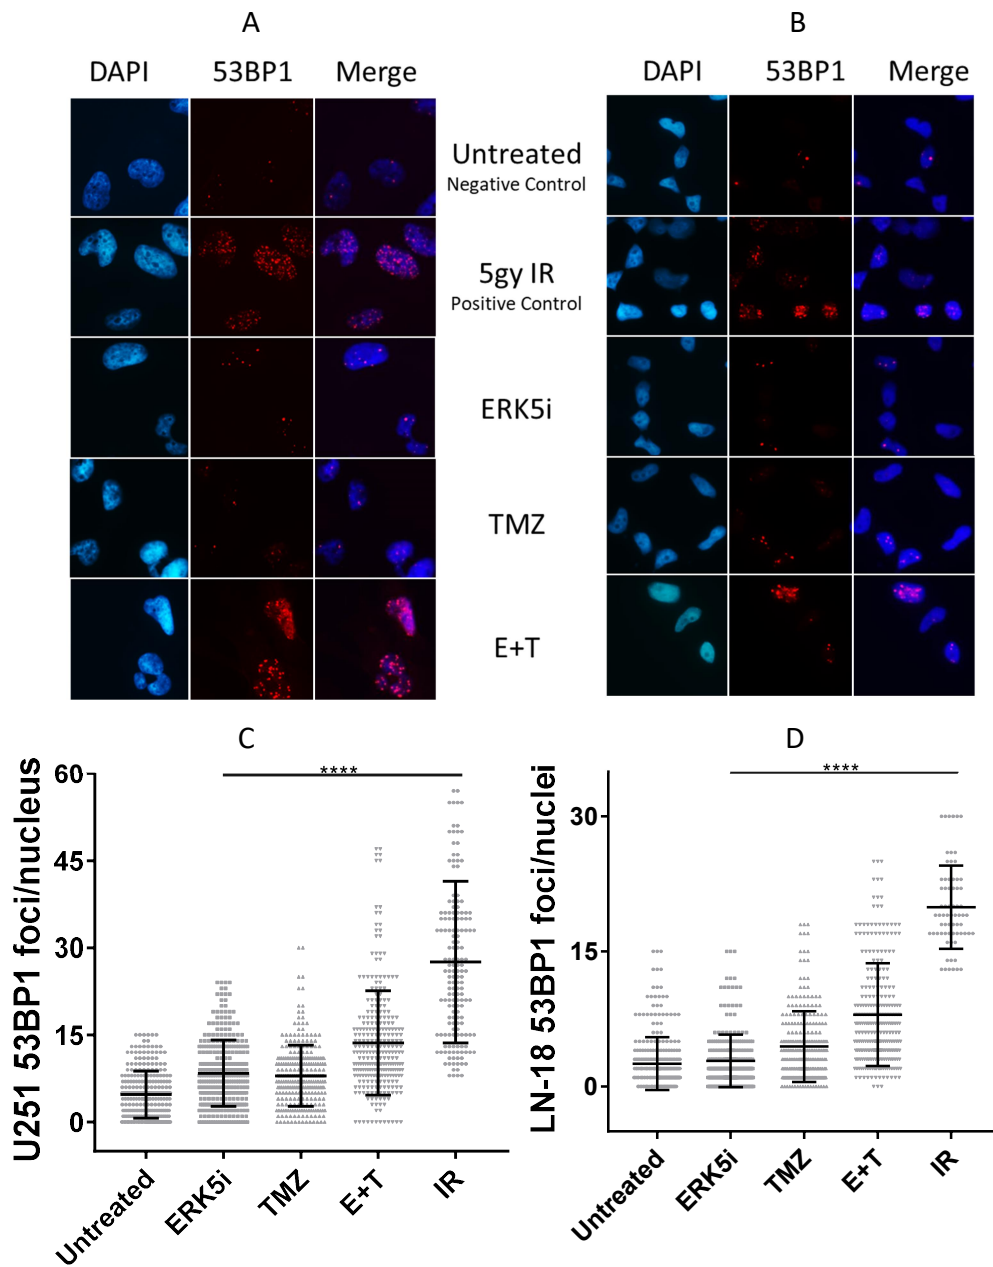 A
B
DAPI 53BP1 Merge
DAPI 53BP1 Merge
Untreated
Negative Control
5gy IR
Positive Control
ERK5i
TMZ
E+T
C
D
U251 53BP1 foci/nucleus
60
45
30
15
0
****
Untreated
ERK5i
TMZ
E+T
IR
LN-18 53BP1 foci/nuclei
30
15
0
****
Untreated
ERK5i
TMZ
E+T
IR